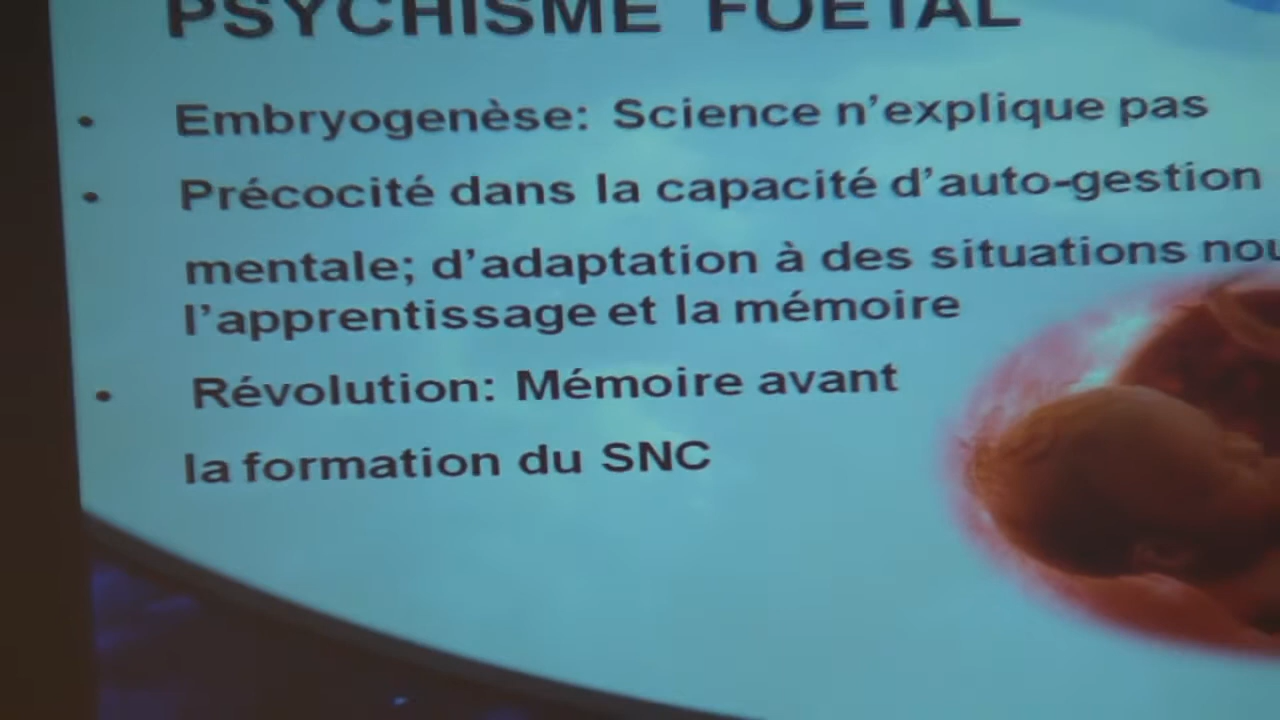 PSYCHISME FOETAL
• Embryogenèse: Science n’explique pas
• Précocité dans la capacité d’auto-gestion
mentale; d’adaptation à des situations
l’apprentissage et la mémoire
• Révolution: Mémoire avant
la formation du SNC